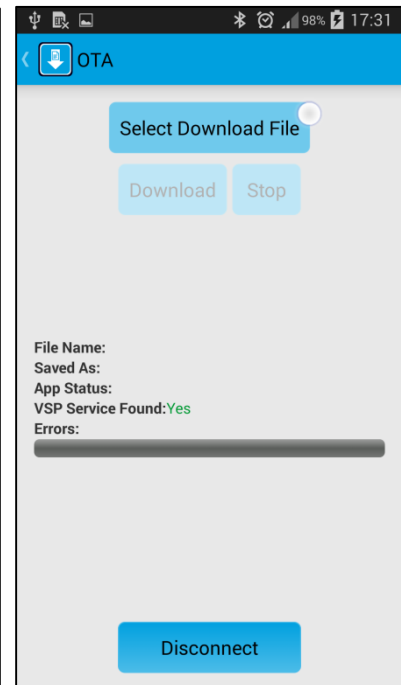 98% 17:31
OTA
Select Download File
Download Stop
File Name:
Saved As:
App Status:
VSP Service Found:Yes
Errors:
Disconnect